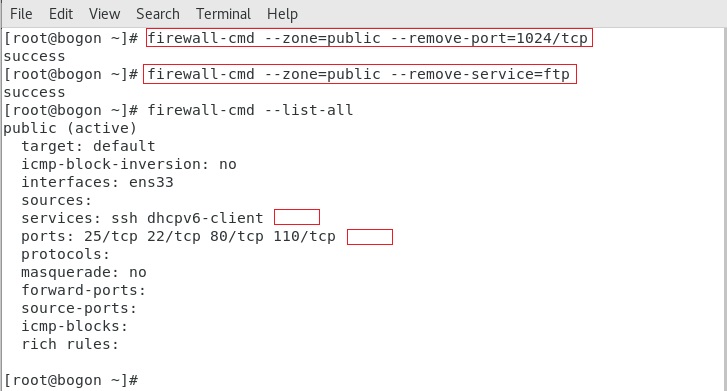 File Edit View Search Terminal Help
[root@bogon ~]# firewall-cmd --zone=public --remove-port=1024/tcp
success
[root@bogon ~]# firewall-cmd --zone=public --remove-service=ftp
success
[root@bogon ~]# firewall-cmd --list-all
public (active)
  target: default
  icmp-block-inversion: no
  interfaces: ens33
  sources:
  services: ssh dhcpv6-client
  ports: 25/tcp 22/tcp 80/tcp 110/tcp
  protocols:
  masquerade: no
  forward-ports:
  source-ports:
  icmp-blocks:
  rich rules:
[root@bogon ~]#